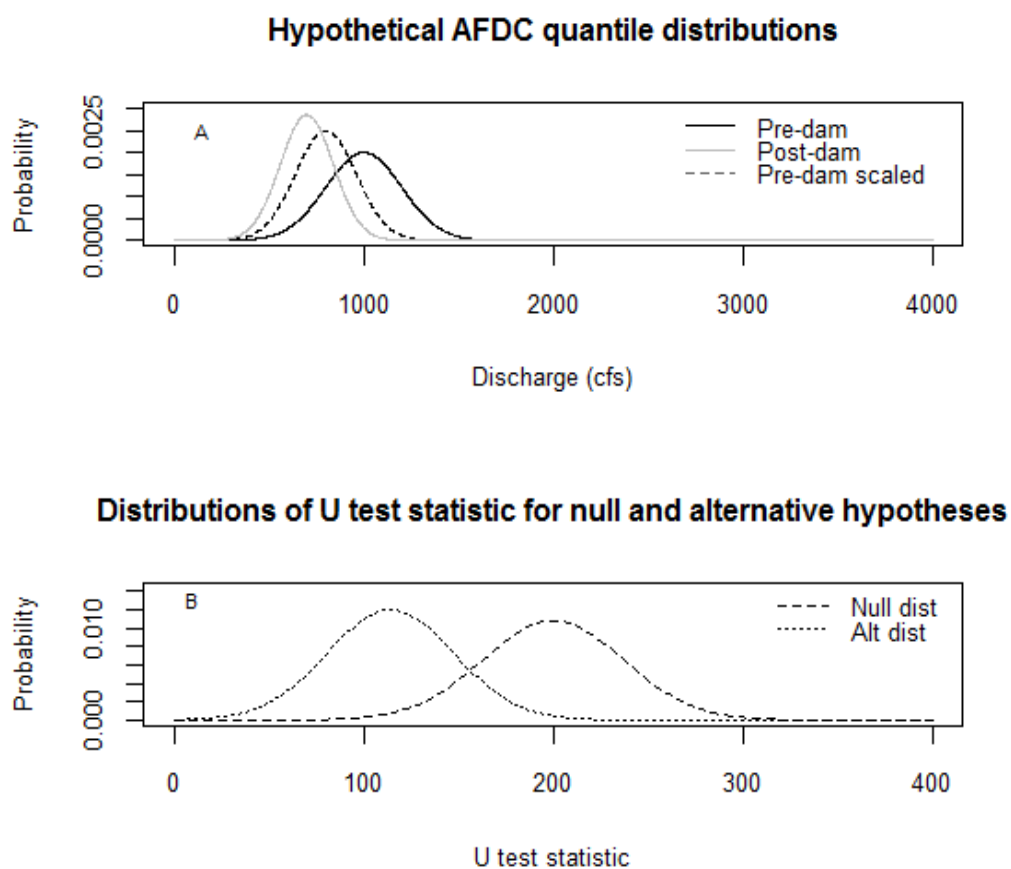 Hypothetical AFDC quantile distributions
Probability
0.0025
0.0000
A
Pre-dam
Post-dam
Pre-dam scaled
0 1000 2000 3000 4000
Discharge (cfs)
Distributions of U test statistic for null and alternative hypotheses
Probability
0.010
0.000
B
Null dist
Alt dist
0 100 200 300 400
U test statistic